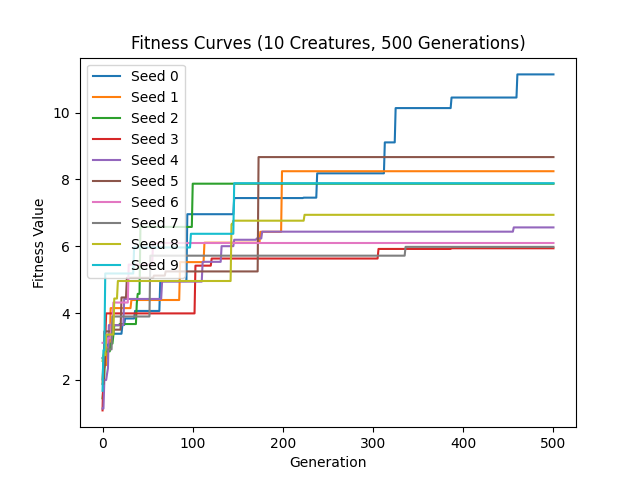 Fitness Curves (10 Creatures, 500 Generations)
Fitness Value
10
8
6
4
2
Seed 0
Seed 1
Seed 2
Seed 3
Seed 4
Seed 5
Seed 6
Seed 7
Seed 8
Seed 9
0 100 200 300 400 500
Generation